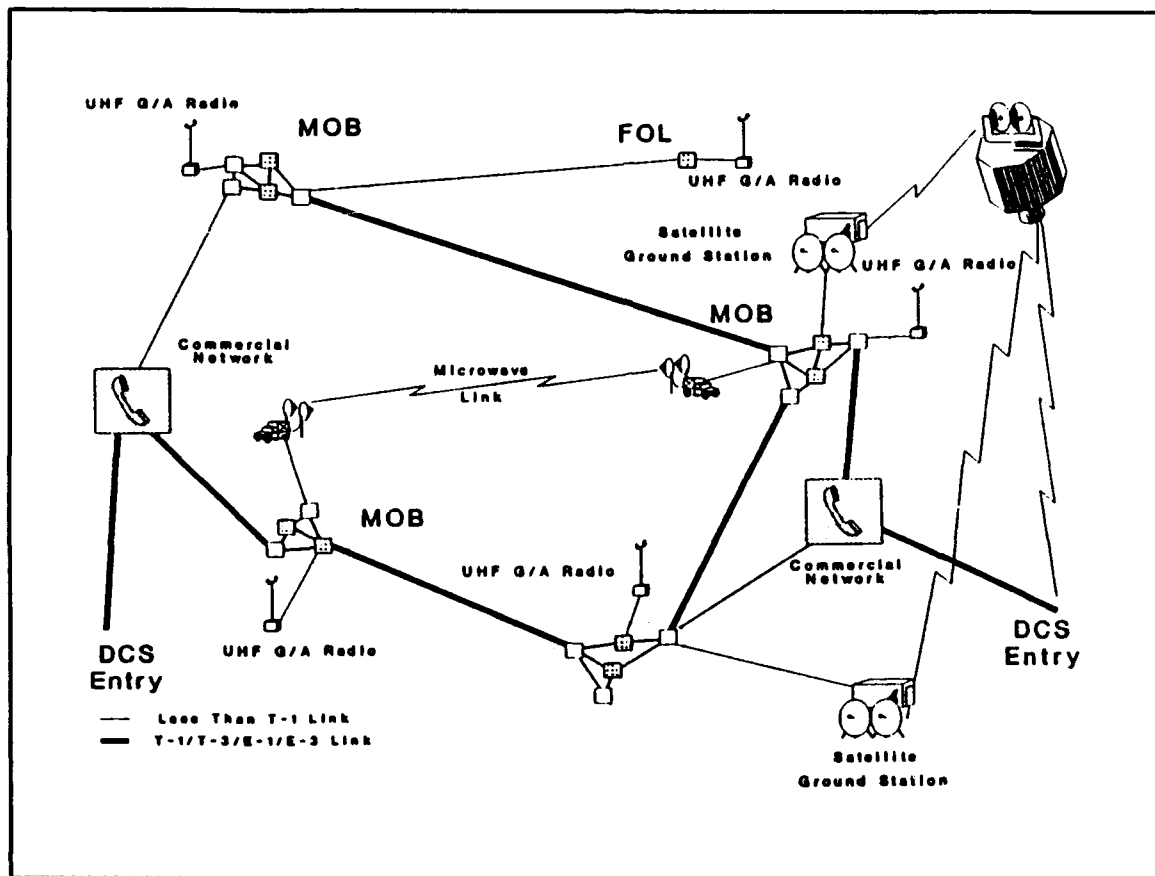 UHF G/A Radio
MOB
FOL
UHF G/A Radio
Satellite
Ground Station
UHF G/A Radio
MOB
Commercial
Network
Microwave
Link
MOB
UHF G/A Radio
Commercial
Network
UHF G/A Radio
DCS
Entry
DCS
Entry
Less Than T-1 Link
T-1/T-3/E-1/E-3 Link
Satellite
Ground Station